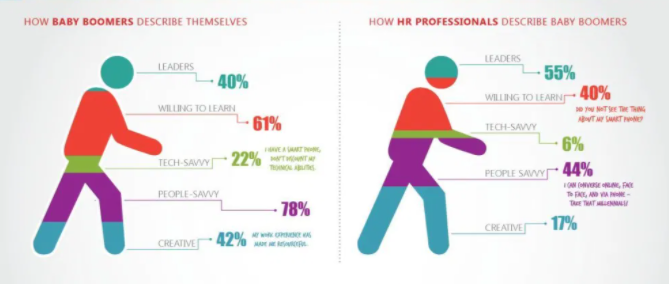 HOW BABY BOOMERS DESCRIBE THEMSELVES
LEADERS
40%
WILLING TO LEARN
61%
TECH-SAVVY
22%
I HAVE A SMART PHONE,
DON'T DISCOUNT MY
TECHNICAL ABILITIES.
PEOPLE-SAVVY
78%
CREATIVE
42%
MY WORK EXPERIENCE HAS
MADE ME RESOURCEFUL.
HOW HR PROFESSIONALS DESCRIBE BABY BOOMERS
LEADERS
55%
WILLING TO LEARN
40%
DID YOU NOT SEE THE THING
ABOUT MY SMART PHONE?
TECH-SAVVY
6%
PEOPLE SAVVY
44%
I CAN CONVERSE ONLINE, FACE
TO FACE, AND VIA PHONE –
TAKE THAT MILLENNIALS!
CREATIVE
17%